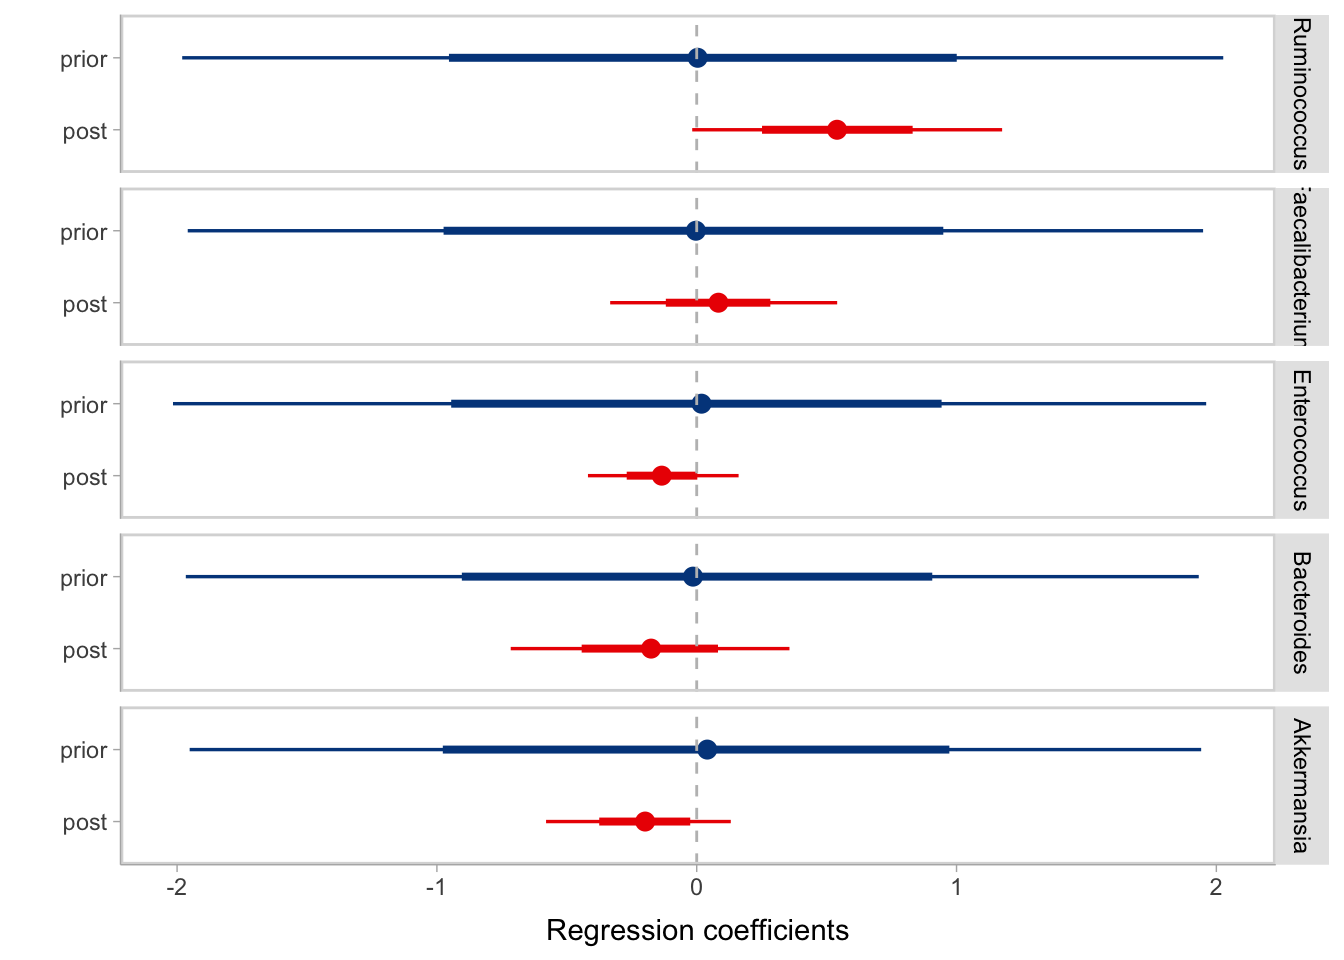 prior
post
Ruminococcus
prior
post
aecalibacteriu
prior
post
Enterococcus
prior
post
Bacteroides
prior
post
Akkermansia
-2 -1 0 1 2
Regression coefficients